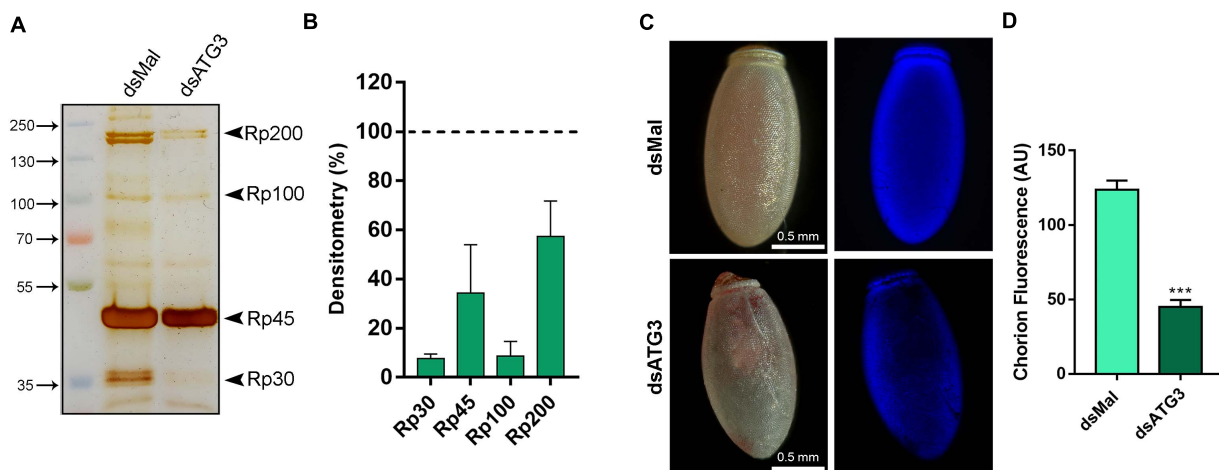 A
dsMal
dsATG3
250
130
100
70
55
35
Rp200
Rp100
Rp45
Rp30
B
Densitometry (%)
120
100
80
60
40
20
0
Rp30
Rp45
Rp100
Rp200
C
dsMal
0.5 mm
dsATG3
0.5 mm
D
Chorion Fluorescence (AU)
150
100
50
0
***
dsMal
dsATG3